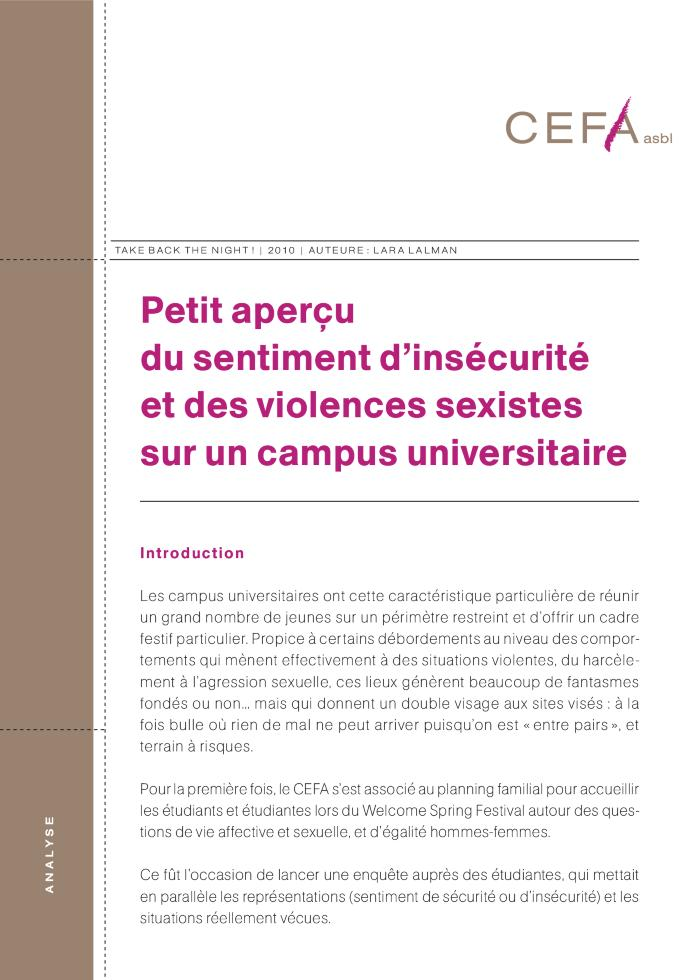 CEFA asbl
TAKE BACK THE NIGHT ! | 2010 | AUTEURE : LARA LALMAN
Petit aperçu
du sentiment d’insécurité
et des violences sexistes
sur un campus universitaire
Introduction
Les campus universitaires ont cette caractéristique particulière de réunir
un grand nombre de jeunes sur un périmètre restreint et d’offrir un cadre
festif particulier. Propice à certains débordements au niveau des compor-
tements qui mènent effectivement à des situations violentes, du harcèle-
ment à l’agression sexuelle, ces lieux génèrent beaucoup de fantasmes
fondés ou non... mais qui donnent un double visage aux sites visés : à la
fois bulle où rien de mal ne peut arriver puisqu’on est « entre pairs », et
terrain à risques.
Pour la première fois, le CEFA s’est associé au planning familial pour accueillir
les étudiants et étudiantes lors du Welcome Spring Festival autour des ques-
tions de vie affective et sexuelle, et d’égalité hommes-femmes.
Ce fût l’occasion de lancer une enquête auprès des étudiantes, qui mettait
en parallèle les représentations (sentiment de sécurité ou d’insécurité) et les
situations réellement vécues.
ANALYSE